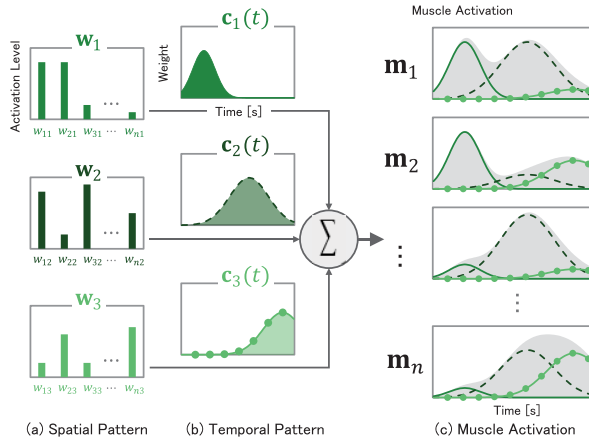 Muscle Activation
w₁
c₁(t)
Activation Level
Weight
m₁
w₁₁ w₂₁ w₃₁ ⋯ wₙ₁
⋯
Time [s]
w₂
c₂(t)
m₂
⋯
w₁₂ w₂₂ w₃₂ ⋯ wₙ₂
∑
⋮
⋮
w₃
c₃(t)
⋯
w₁₃ w₂₃ w₃₃ ⋯ wₙ₃
mₙ
Time [s]
(a) Spatial Pattern
(b) Temporal Pattern
(c) Muscle Activation